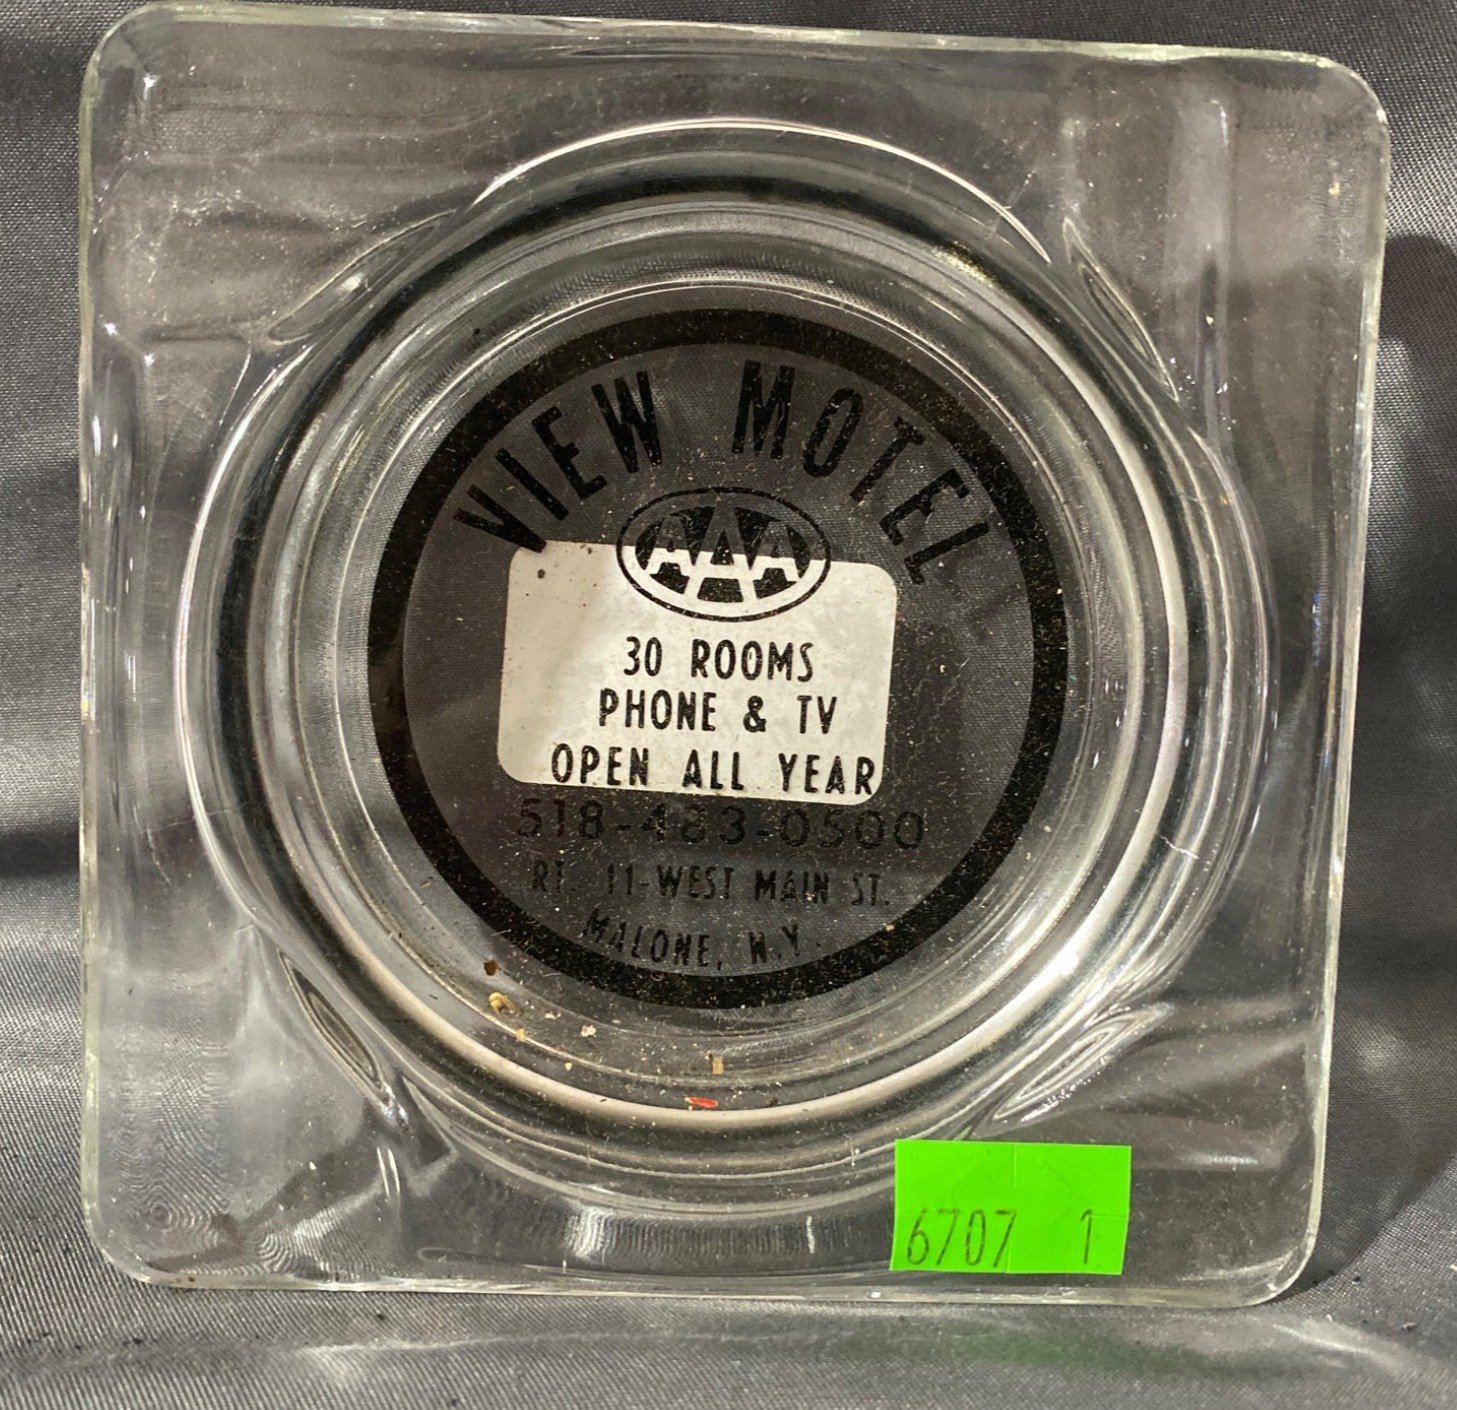 VIEW MOTEL
AAA
30 ROOMS
PHONE & TV
OPEN ALL YEAR
518-483-0500
RT. 11-WEST MAIN ST.
MALONE, N.Y.
6707 1